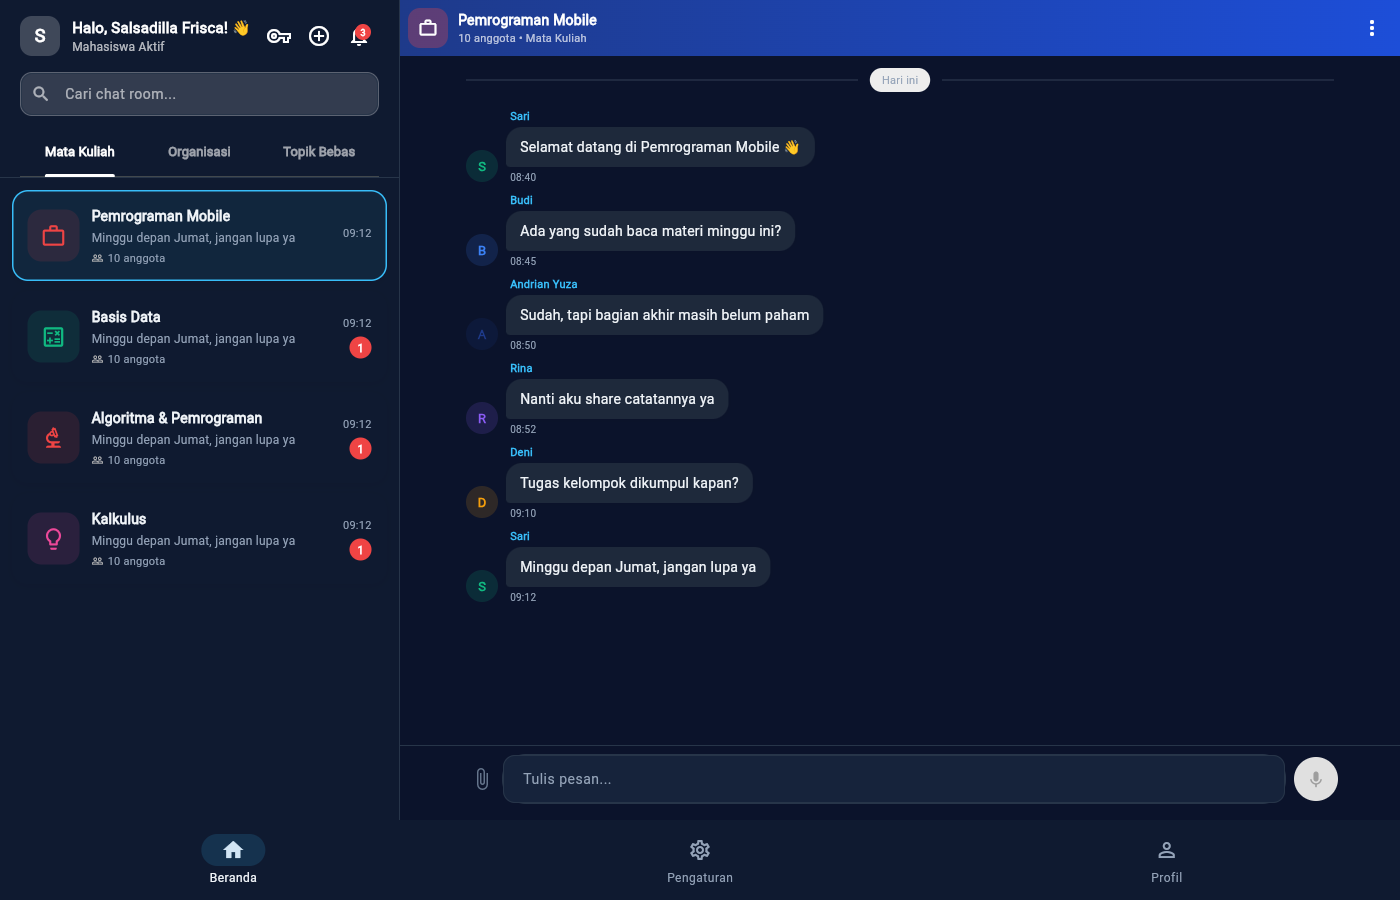 S
Halo, Salsadilla Frisca! 👋
Mahasiswa Aktif
3
Cari chat room...
Mata Kuliah
Organisasi
Topik Bebas
Pemrograman Mobile
Minggu depan Jumat, jangan lupa ya
10 anggota
09:12
Basis Data
Minggu depan Jumat, jangan lupa ya
10 anggota
09:12
1
Algoritma & Pemrograman
Minggu depan Jumat, jangan lupa ya
10 anggota
09:12
1
Kalkulus
Minggu depan Jumat, jangan lupa ya
10 anggota
09:12
1
Pemrograman Mobile
10 anggota • Mata Kuliah
Hari ini
Sari
S
Selamat datang di Pemrograman Mobile 👋
08:40
Budi
B
Ada yang sudah baca materi minggu ini?
08:45
Andrian Yuza
A
Sudah, tapi bagian akhir masih belum paham
08:50
Rina
R
Nanti aku share catatannya ya
08:52
Deni
D
Tugas kelompok dikumpul kapan?
09:10
Sari
S
Minggu depan Jumat, jangan lupa ya
09:12
Tulis pesan...
Beranda
Pengaturan
Profil